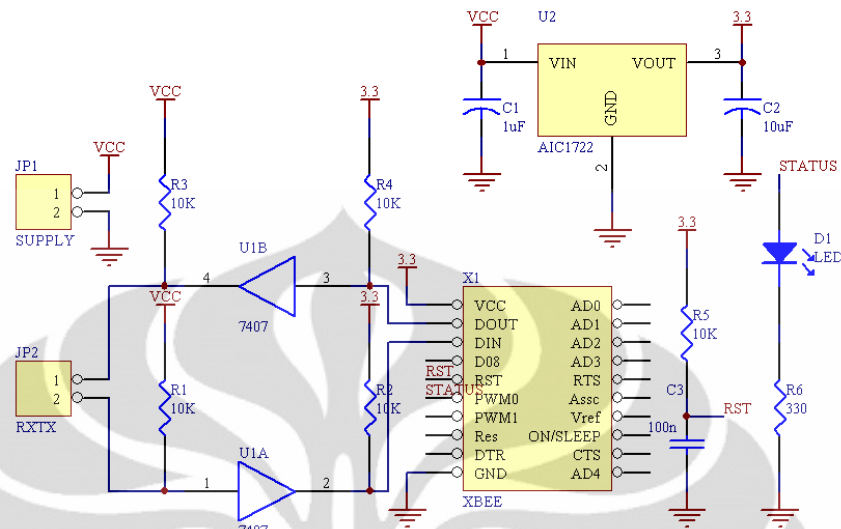 VCC
U2
3.3
1
VIN
VOUT
3
GND
C1
1uF
C2
10uF
AIC1722
2
VCC
3.3
VCC
JP1
1
2
SUPPLY
R3
10K
R4
10K
STATUS
3.3
D1
LED
U1B
4
3
7407
3.3
X1
VCC
3.3
VCC
DOUT
DIN
D08
RST
PWM0
PWM1
Res
DTR
GND
AD0
AD1
AD2
AD3
RTS
Assc
Vref
ON/SLEEP
CTS
AD4
XBEE
RST
STATUS
R5
10K
C3
100n
RST
R6
330
JP2
1
2
RXTX
R1
10K
R2
10K
U1A
1
2
7407